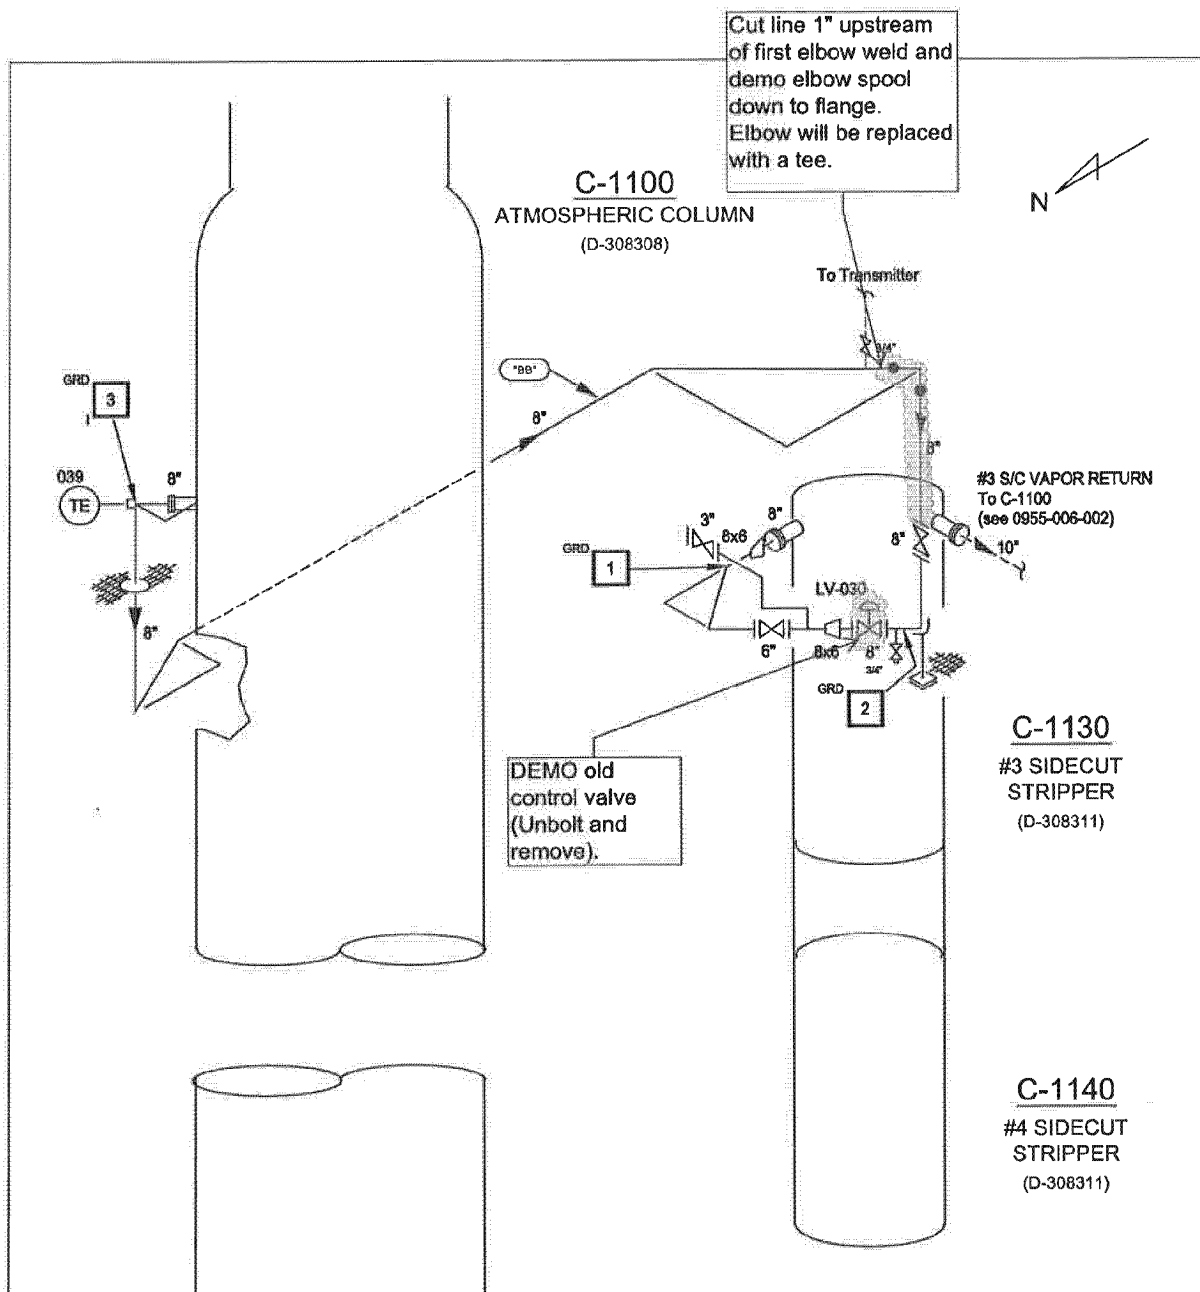 Cut line 1" upstream
of first elbow weld and
demo elbow spool
down to flange.
Elbow will be replaced
with a tee.
C-1100
ATMOSPHERIC COLUMN
(D-308308)
N
To Transmitter
3/4"
"BB"
8"
GRD
3
039
TE
8"
8"
8"
#3 S/C VAPOR RETURN
To C-1100
(see 0955-006-002)
10"
8"
3"
8x6
8"
GRD
1
LV-030
6"
8x6
8"
3/4"
GRD
2
DEMO old
control valve
(Unbolt and
remove).
C-1130
#3 SIDECUT
STRIPPER
(D-308311)
C-1140
#4 SIDECUT
STRIPPER
(D-308311)